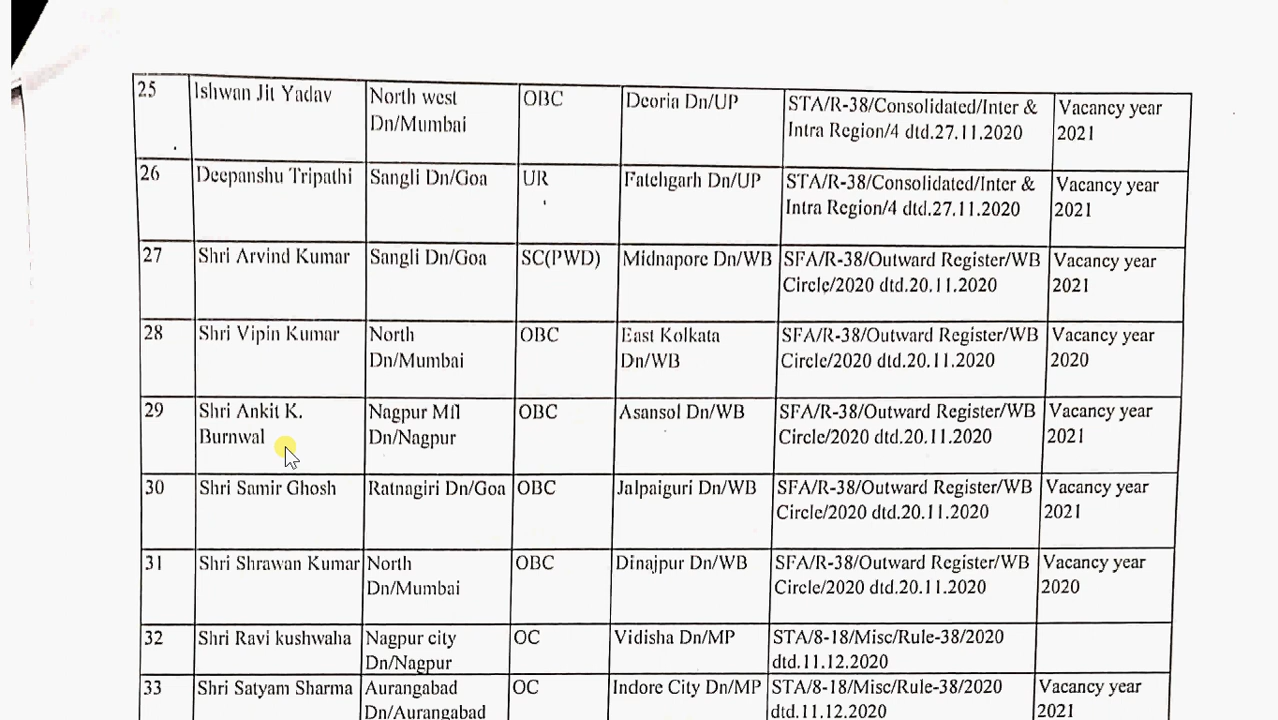 25 Ishwan Jit Yadav North west OBC Deoria Dn/UP STA/R-38/Consolidated/Inter & Vacancy year
Dn/Mumbai Intra Region/4 dtd.27.11.2020 2021
26 Deepanshu Tripathi Sangli Dn/Goa UR Fatehgarh Dn/UP STA/R-38/Consolidated/Inter & Vacancy year
Intra Region/4 dtd.27.11.2020 2021
27 Shri Arvind Kumar Sangli Dn/Goa SC(PWD) Midnapore Dn/WB SFA/R-38/Outward Register/WB Vacancy year
Circle/2020 dtd.20.11.2020 2021
28 Shri Vipin Kumar North OBC East Kolkata SFA/R-38/Outward Register/WB Vacancy year
Dn/Mumbai Dn/WB Circle/2020 dtd.20.11.2020 2020
29 Shri Ankit K. Nagpur Mfl OBC Asansol Dn/WB SFA/R-38/Outward Register/WB Vacancy year
Burnwal Dn/Nagpur Circle/2020 dtd.20.11.2020 2021
30 Shri Samir Ghosh Ratnagiri Dn/Goa OBC Jalpaiguri Dn/WB SFA/R-38/Outward Register/WB Vacancy year
Circle/2020 dtd.20.11.2020 2021
31 Shri Shrawan Kumar North OBC Dinajpur Dn/WB SFA/R-38/Outward Register/WB Vacancy year
Dn/Mumbai Circle/2020 dtd.20.11.2020 2020
32 Shri Ravi kushwaha Nagpur city OC Vidisha Dn/MP STA/8-18/Misc/Rule-38/2020
Dn/Nagpur dtd.11.12.2020
33 Shri Satyam Sharma Aurangabad OC Indore City Dn/MP STA/8-18/Misc/Rule-38/2020 Vacancy year
Dn/Aurangabad dtd.11.12.2020 2021